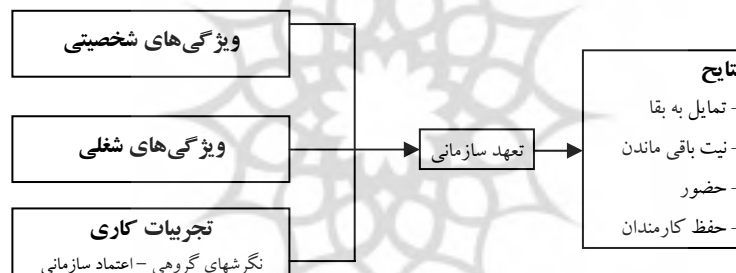 ویژگی‌های شخصیتی
ویژگی‌های شغلی
تجربیات کاری
نگرشهای گروهی – اعتماد سازمانی
تعهد سازمانی
تایج
- تمایل به بقا
- نیت باقی ماندن
- حضور
- حفظ کارمندان